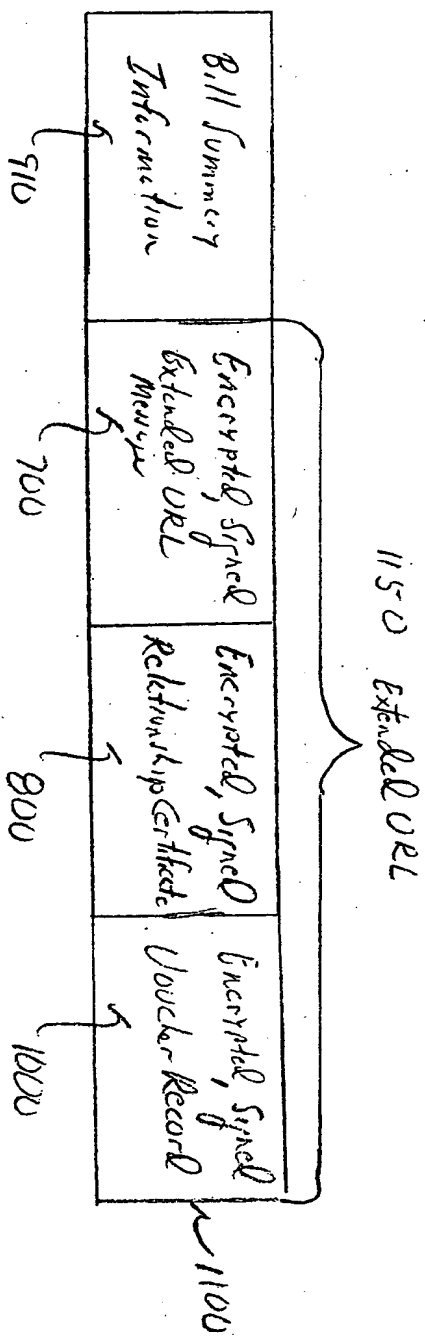 1150 Extended URL
Bill Summary
Information
Encrypted, Signed
Extended URL
Message
Encrypted, Signed
Relationship Certificate
Encrypted, Signed
Voucher Record
910
700
800
1000
1100